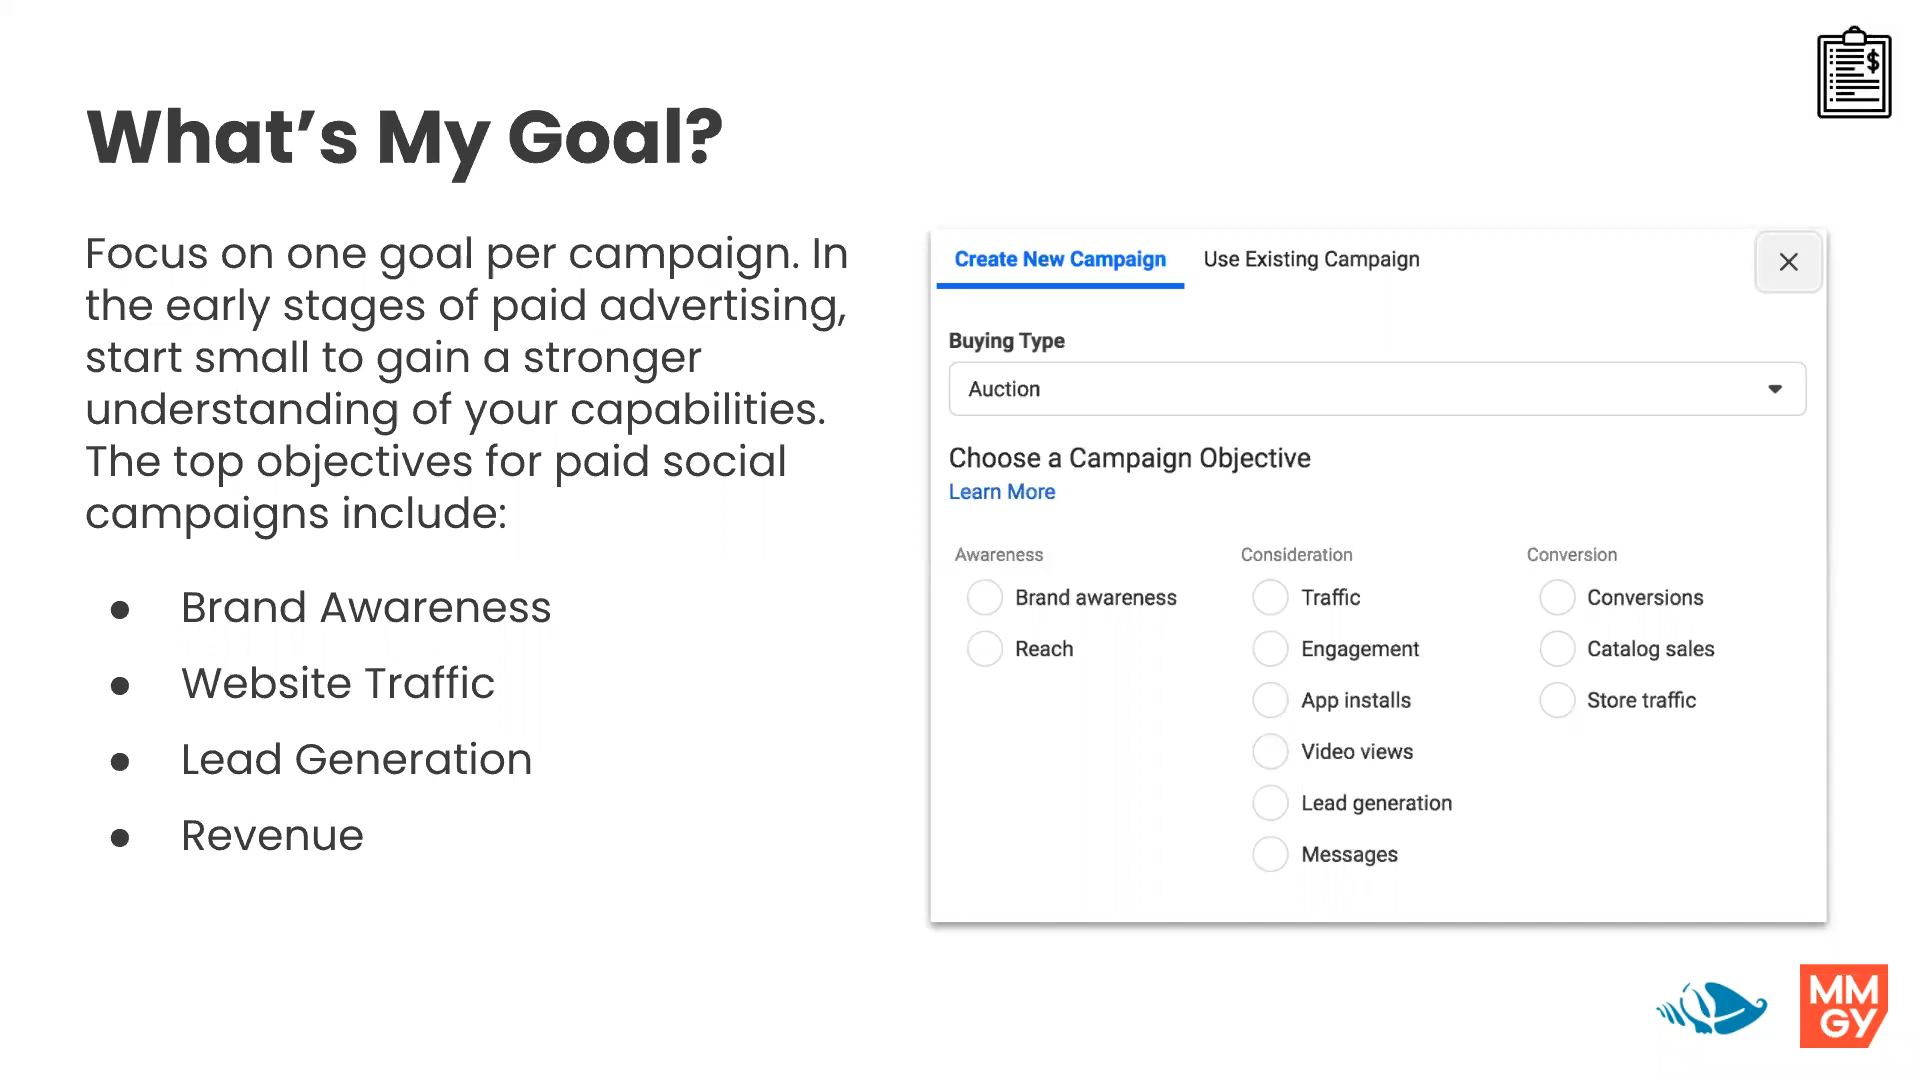 What's My Goal?
Focus on one goal per campaign. In
the early stages of paid advertising,
start small to gain a stronger
understanding of your capabilities.
The top objectives for paid social
campaigns include:
● Brand Awareness
● Website Traffic
● Lead Generation
● Revenue
$
Create New Campaign
Use Existing Campaign
Buying Type
Auction
Choose a Campaign Objective
Learn More
Awareness
Brand awareness
Reach
Consideration
Traffic
Engagement
App installs
Video views
Lead generation
Messages
Conversion
Conversions
Catalog sales
Store traffic
MM
GY